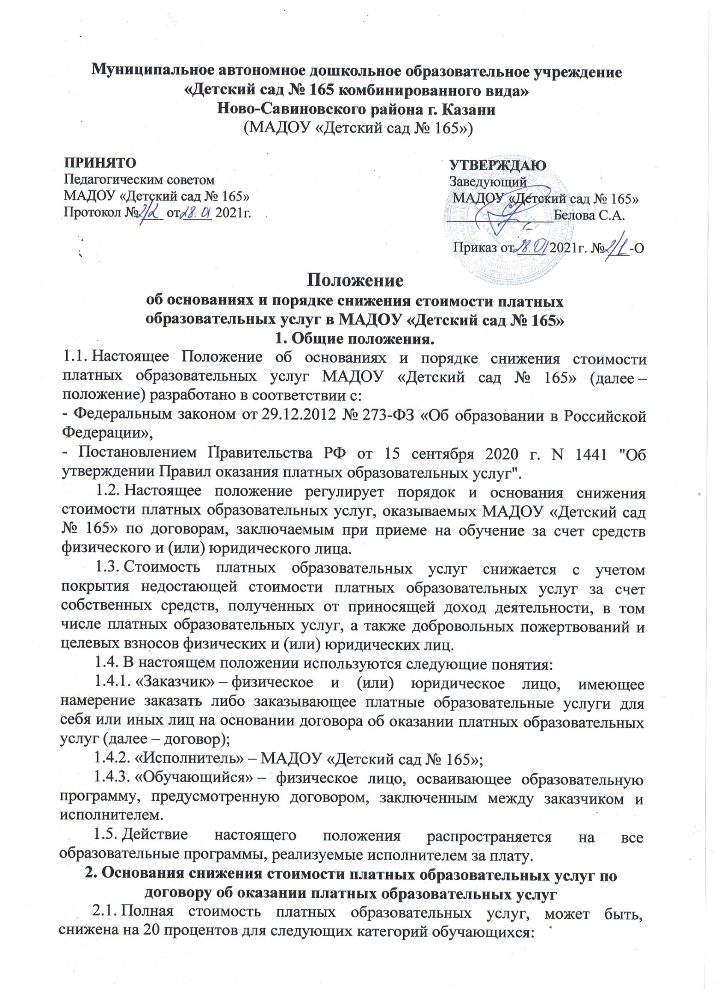 Муниципальное автономное дошкольное образовательное учреждение
«Детский сад № 165 комбинированного вида»
Ново-Савиновского района г. Казани
(МАДОУ «Детский сад № 165»)
ПРИНЯТО
Педагогическим советом
МАДОУ «Детский сад № 165»
Протокол № 2/2 от 28.01 2021г.
УТВЕРЖДАЮ
Заведующий
МАДОУ «Детский сад № 165»
Белова С.А.
Приказ от 28.01 2021г. № 2/1-О
Положение
об основаниях и порядке снижения стоимости платных
образовательных услуг в МАДОУ «Детский сад № 165»
1. Общие положения.
1.1. Настоящее Положение об основаниях и порядке снижения стоимости
платных образовательных услуг МАДОУ «Детский сад № 165» (далее –
положение) разработано в соответствии с:
- Федеральным законом от 29.12.2012 № 273-ФЗ «Об образовании в Российской
Федерации»,
- Постановлением Правительства РФ от 15 сентября 2020 г. N 1441 "Об
утверждении Правил оказания платных образовательных услуг".
1.2. Настоящее положение регулирует порядок и основания снижения
стоимости платных образовательных услуг, оказываемых МАДОУ «Детский сад
№ 165» по договорам, заключаемым при приеме на обучение за счет средств
физического и (или) юридического лица.
1.3. Стоимость платных образовательных услуг снижается с учетом
покрытия недостающей стоимости платных образовательных услуг за счет
собственных средств, полученных от приносящей доход деятельности, в том
числе платных образовательных услуг, а также добровольных пожертвований и
целевых взносов физических и (или) юридических лиц.
1.4. В настоящем положении используются следующие понятия:
1.4.1. «Заказчик» – физическое и (или) юридическое лицо, имеющее
намерение заказать либо заказывающее платные образовательные услуги для
себя или иных лиц на основании договора об оказании платных образовательных
услуг (далее – договор);
1.4.2. «Исполнитель» – МАДОУ «Детский сад № 165»;
1.4.3. «Обучающийся» – физическое лицо, осваивающее образовательную
программу, предусмотренную договором, заключенным между заказчиком и
исполнителем.
1.5. Действие настоящего положения распространяется на все
образовательные программы, реализуемые исполнителем за плату.
2. Основания снижения стоимости платных образовательных услуг по
договору об оказании платных образовательных услуг
2.1. Полная стоимость платных образовательных услуг, может быть,
снижена на 20 процентов для следующих категорий обучающихся: